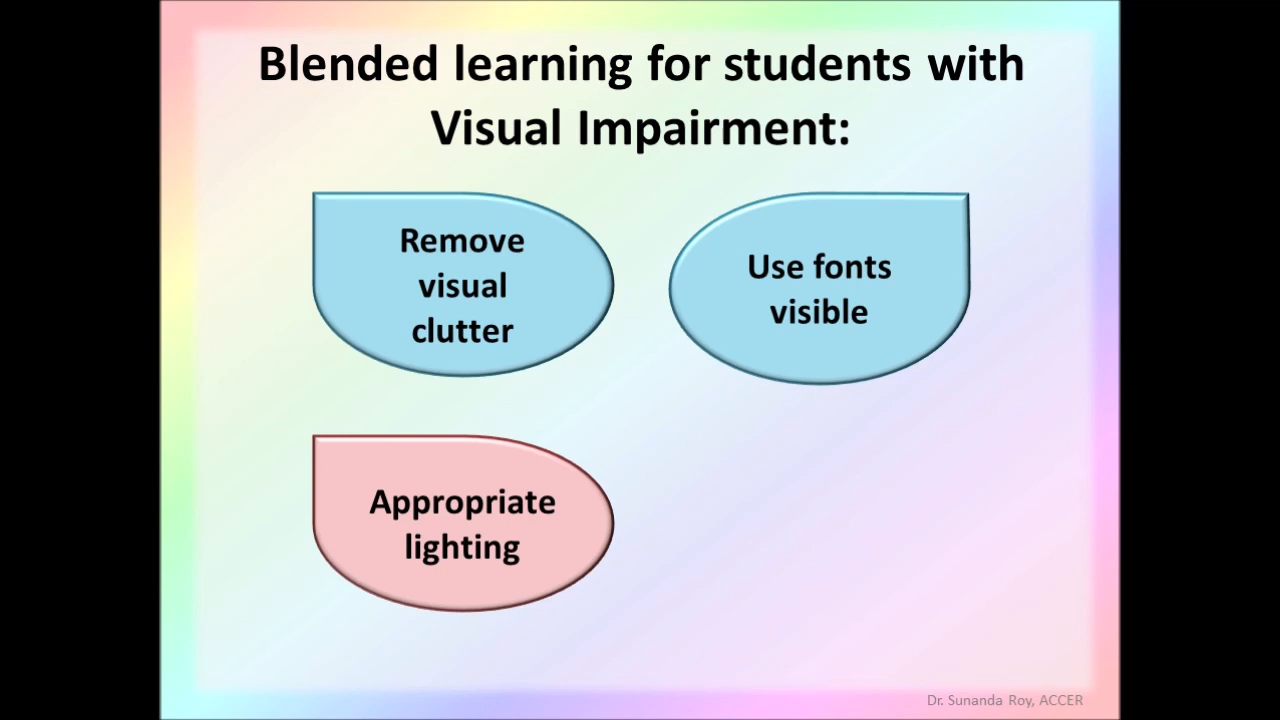 Blended learning for students with
Visual Impairment:
Remove
visual
clutter
Use fonts
visible
Appropriate
lighting
Dr. Sunanda Roy, ACCER